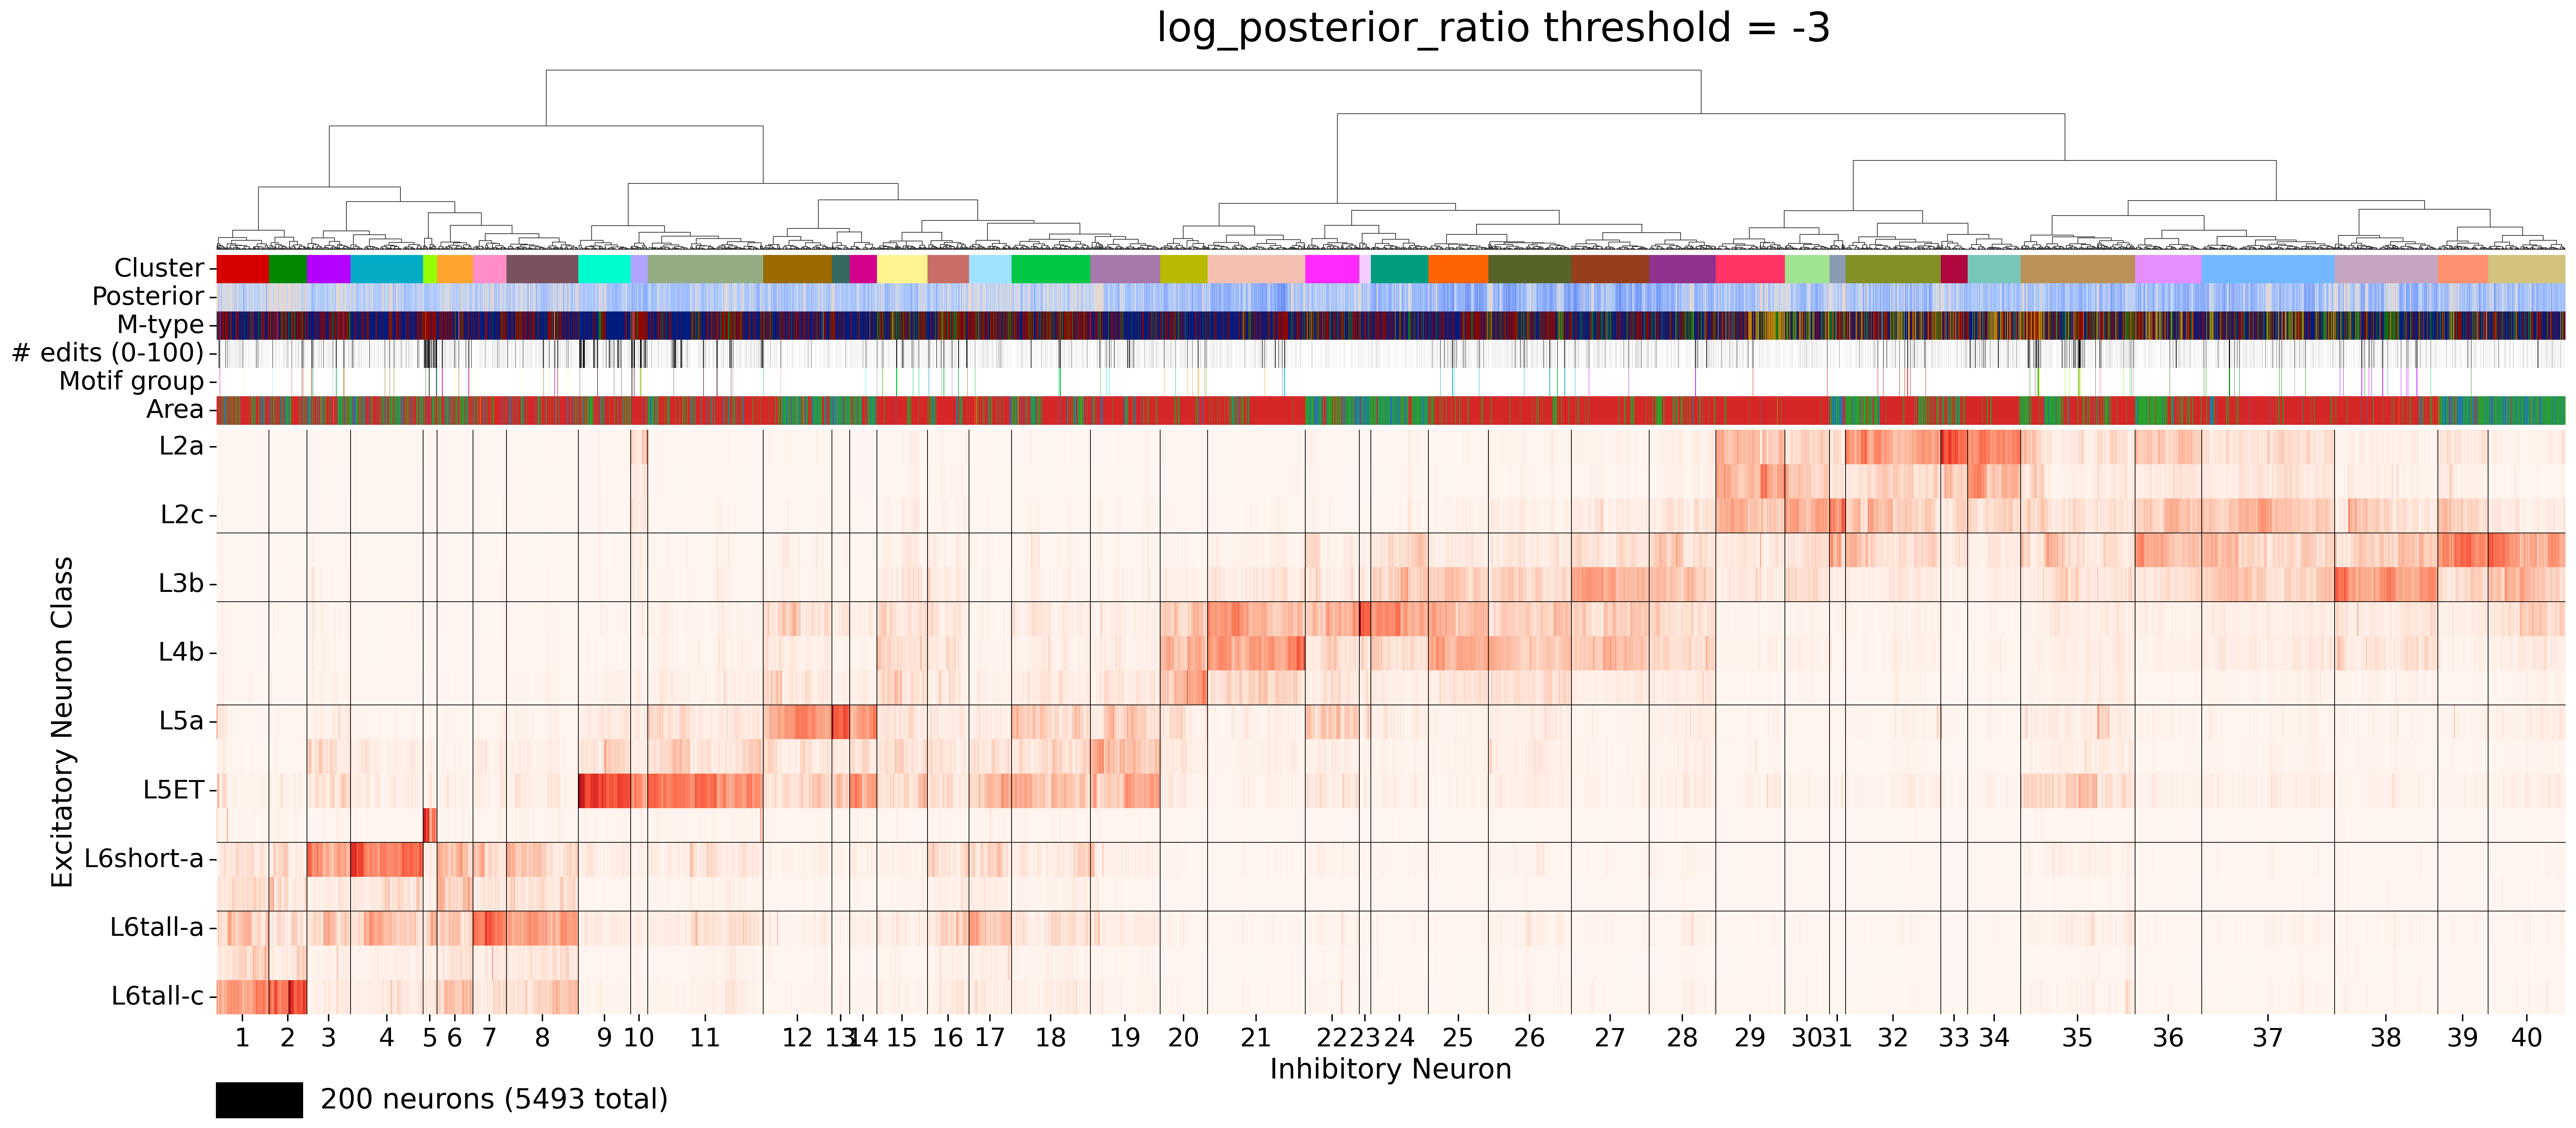 log_posterior_ratio threshold = -3
Cluster
Posterior
M-type
# edits (0-100)
Motif group
Area
L2a
L2c
L3b
L4b
L5a
L5ET
L6short-a
L6tall-a
L6tall-c
Excitatory Neuron Class
1 2 3 4 5 6 7 8 9 10 11 12 13 14 15 16 17 18 19 20 21 22 23 24 25 26 27 28 29 30 31 32 33 34 35 36 37 38 39 40
Inhibitory Neuron
200 neurons (5493 total)